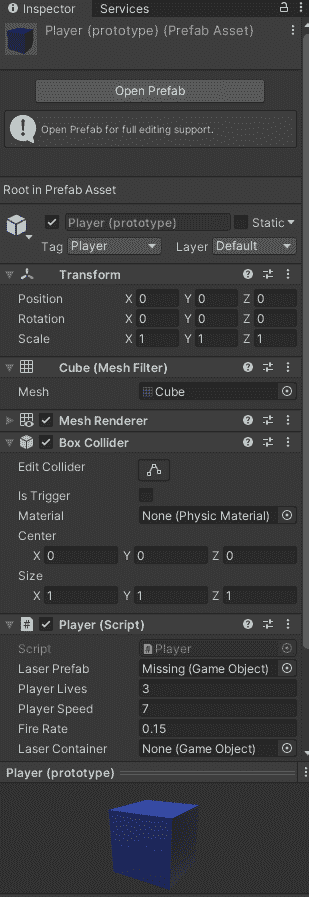 Inspector Services
Player (prototype) (Prefab Asset)
Open Prefab
Open Prefab for full editing support.
Root in Prefab Asset
Player (prototype) Static
Tag Player Layer Default
Transform
Position X 0 Y 0 Z 0
Rotation X 0 Y 0 Z 0
Scale X 1 Y 1 Z 1
Cube (Mesh Filter)
Mesh Cube
Mesh Renderer
Box Collider
Edit Collider
Is Trigger
Material None (Physic Material)
Center
X 0 Y 0 Z 0
Size
X 1 Y 1 Z 1
# Player (Script)
Script # Player
Laser Prefab Missing (Game Object)
Player Lives 3
Player Speed 7
Fire Rate 0.15
Laser Container None (Game Object)
Player (prototype)